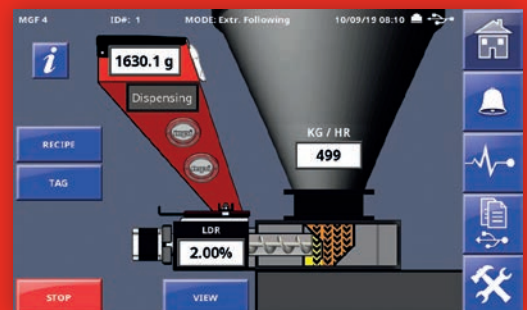 MGF 4 ID#: 1 MODE: Extr. Following 10/09/19 08:10
i
1630.1 g
Dispensing
RECIPE
TAG
KG / HR
499
LDR
2.00%
STOP
VIEW